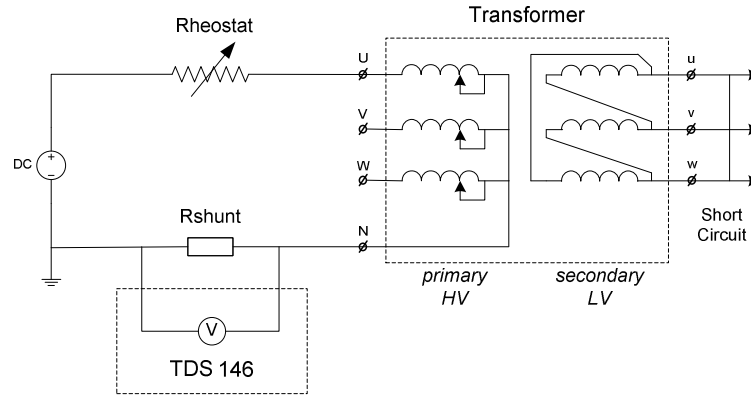 Transformer
Rheostat
U
u
V
v
W
w
DC
+
−
Rshunt
N
Short
Circuit
primary
HV
secondary
LV
V
TDS 146